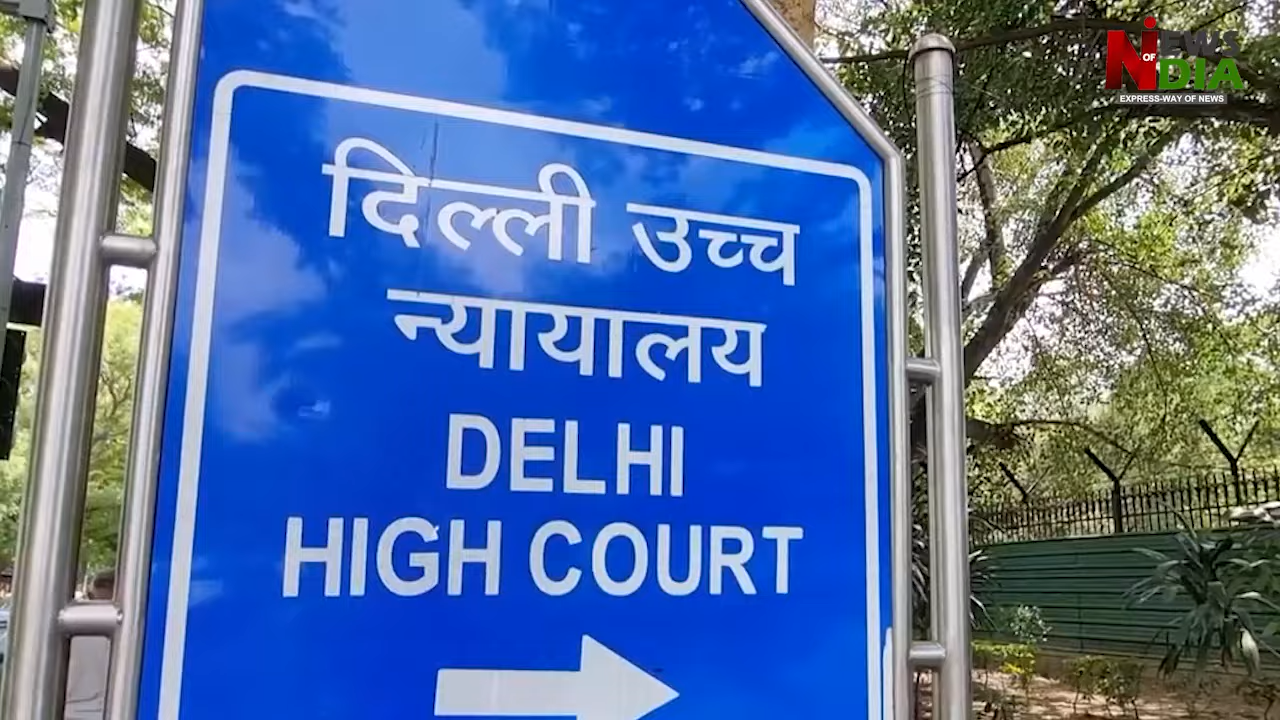 दिल्ली उच्च
न्यायालय
DELHI
HIGH COURT
NEWS
OF
INDIA
EXPRESS-WAY OF NEWS